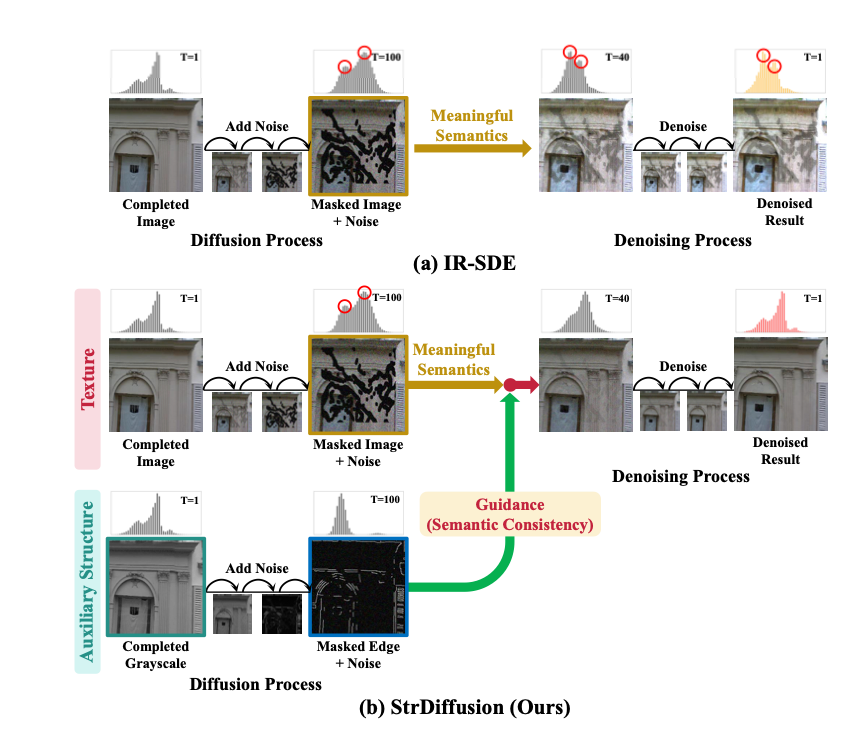 T=1
T=100
T=40
T=1
Add Noise
Meaningful
Semantics
Denoise
Completed
Image
Masked Image
+ Noise
Denoised
Result
Diffusion Process
Denoising Process
(a) IR-SDE
Texture
T=1
T=100
T=40
T=1
Add Noise
Meaningful
Semantics
Denoise
Completed
Image
Masked Image
+ Noise
Denoised
Result
Denoising Process
Auxiliary Structure
T=1
T=100
Guidance
(Semantic Consistency)
Add Noise
Completed
Grayscale
Masked Edge
+ Noise
Diffusion Process
(b) StrDiffusion (Ours)